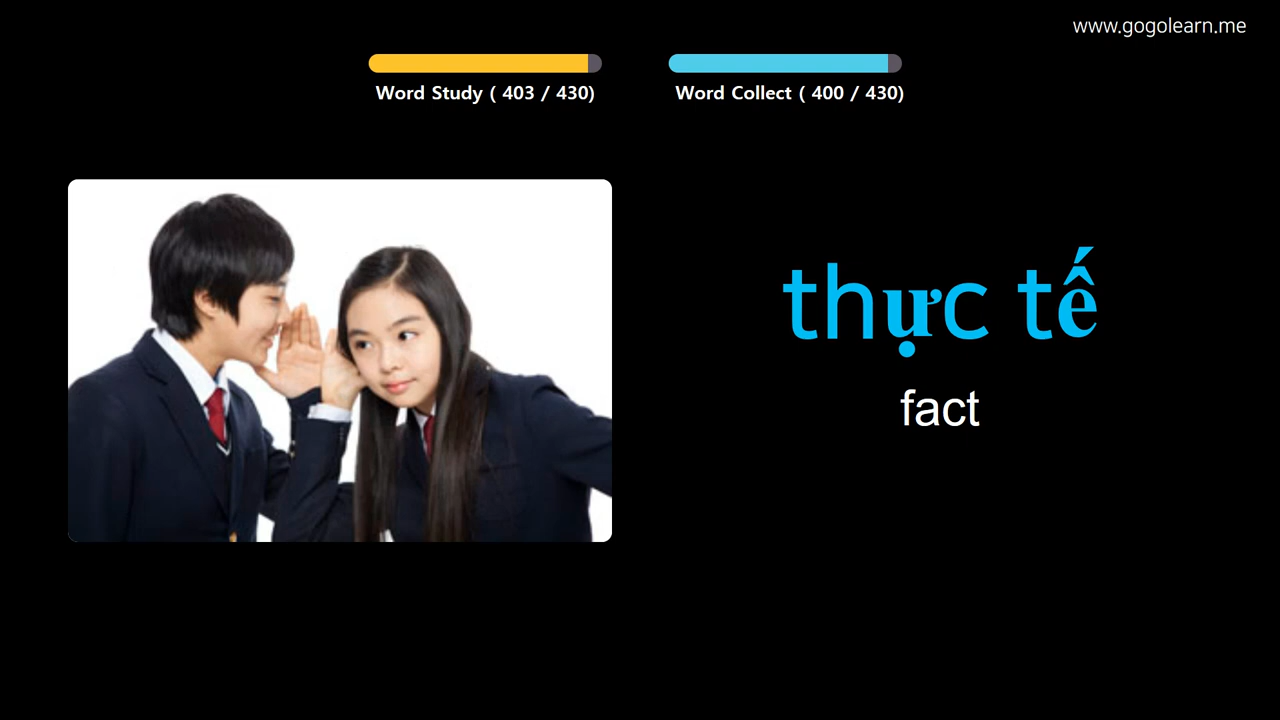 www.gogolearn.me
Word Study ( 403 / 430)
Word Collect ( 400 / 430)
thực tế
fact